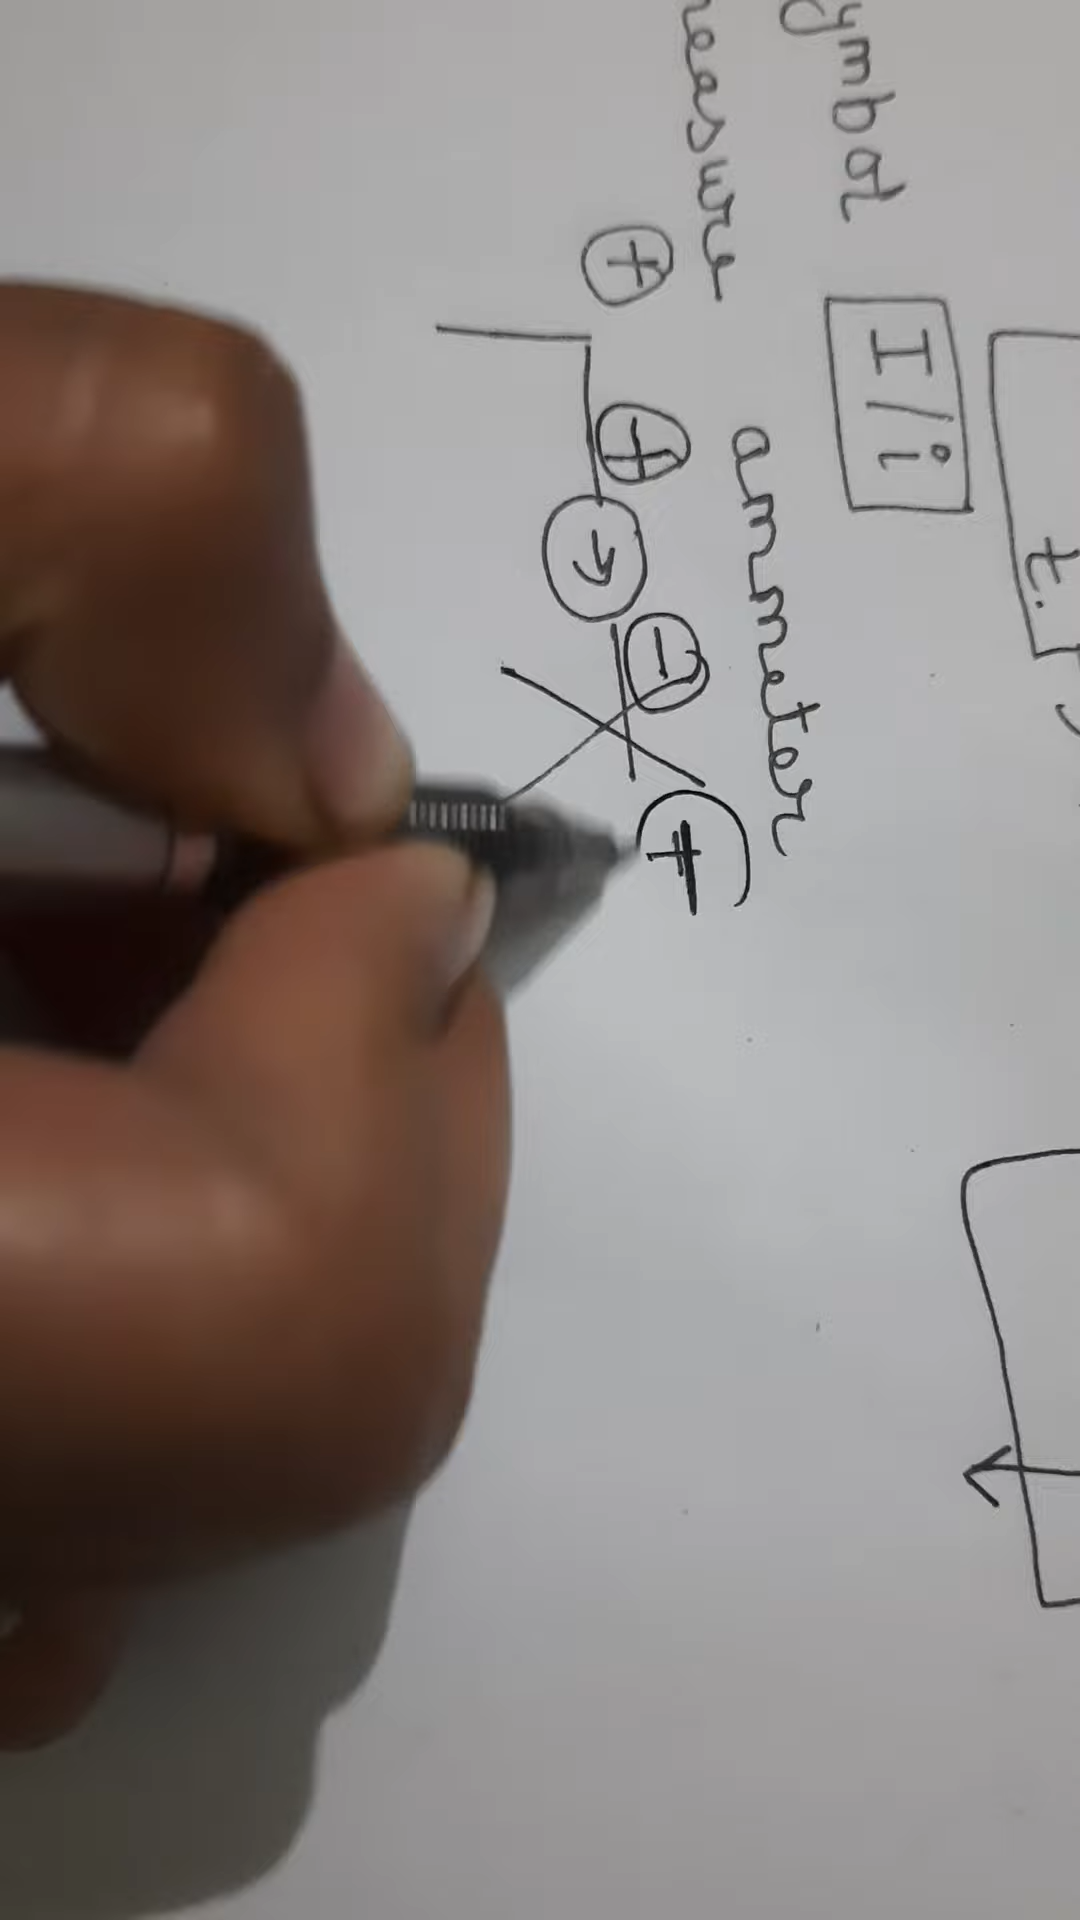 t.
ymbol I/i
easure ammeter
+ + - +